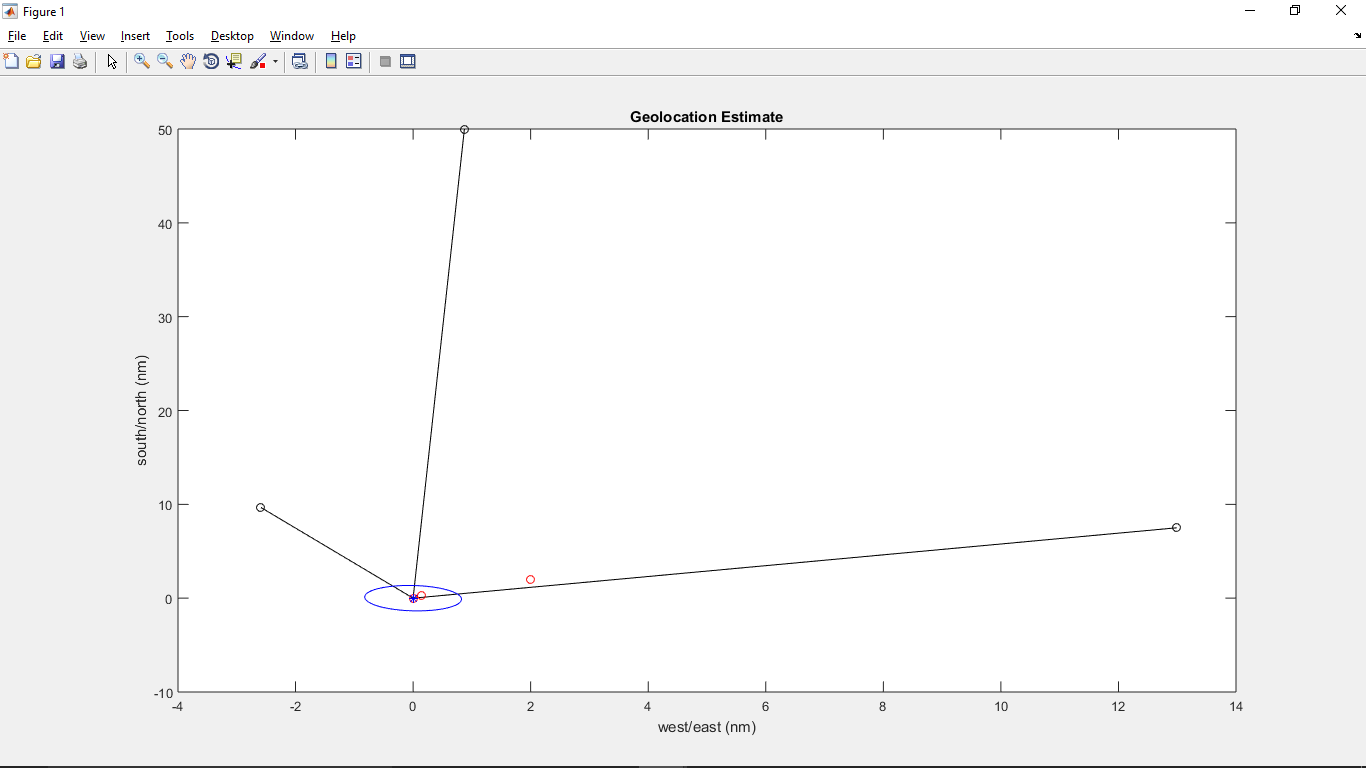 Figure 1
File Edit View Insert Tools Desktop Window Help
Geolocation Estimate
50
40
30
20
10
0
-10
south/north (nm)
-4 -2 0 2 4 6 8 10 12 14
west/east (nm)